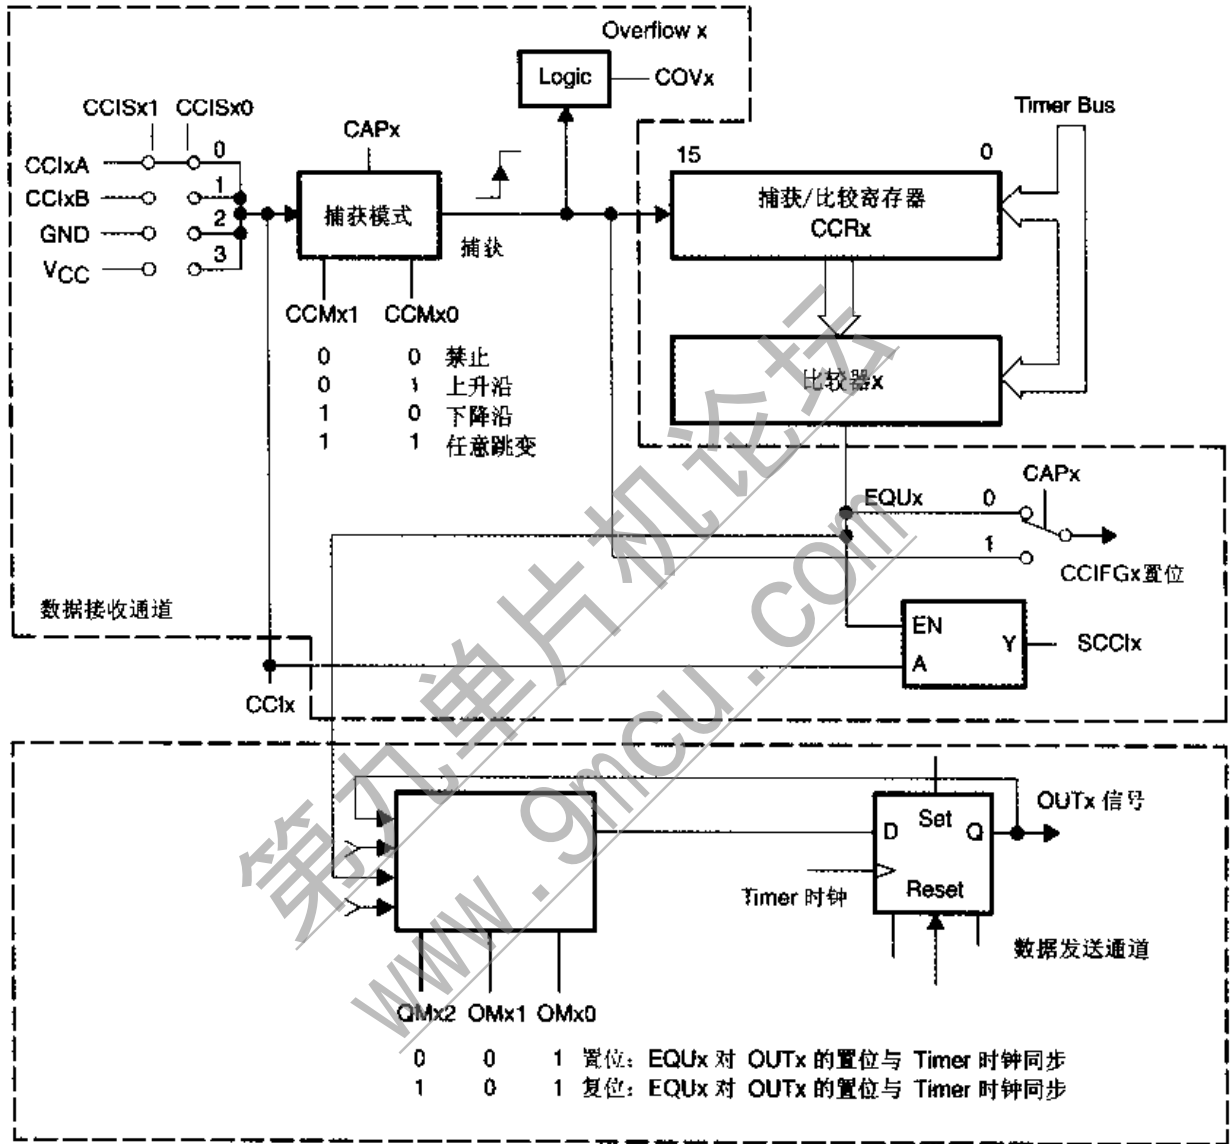 Overflow x
Logic
COVx
CCISx1 CCISx0
Timer Bus
CAPx
CCIxA
0
CCIxB
1
GND
2
VCC
3
捕获模式
捕获
15
0
捕获/比较寄存器
CCRx
CCMx1 CCMx0
0 0 禁止
0 1 上升沿
1 0 下降沿
1 1 任意跳变
比较器x
CAPx
EQUx
0
1
CCIFGx置位
数据接收通道
EN
A
Y
SCCIx
CCIx
OUTx 信号
D
Set
Q
Reset
Timer 时钟
数据发送通道
OMx2 OMx1 OMx0
0 0 1 置位: EQUx 对 OUTx 的置位与 Timer 时钟同步
1 0 1 复位: EQUx 对 OUTx 的置位与 Timer 时钟同步
第九单片机论坛
www.9mcu.com